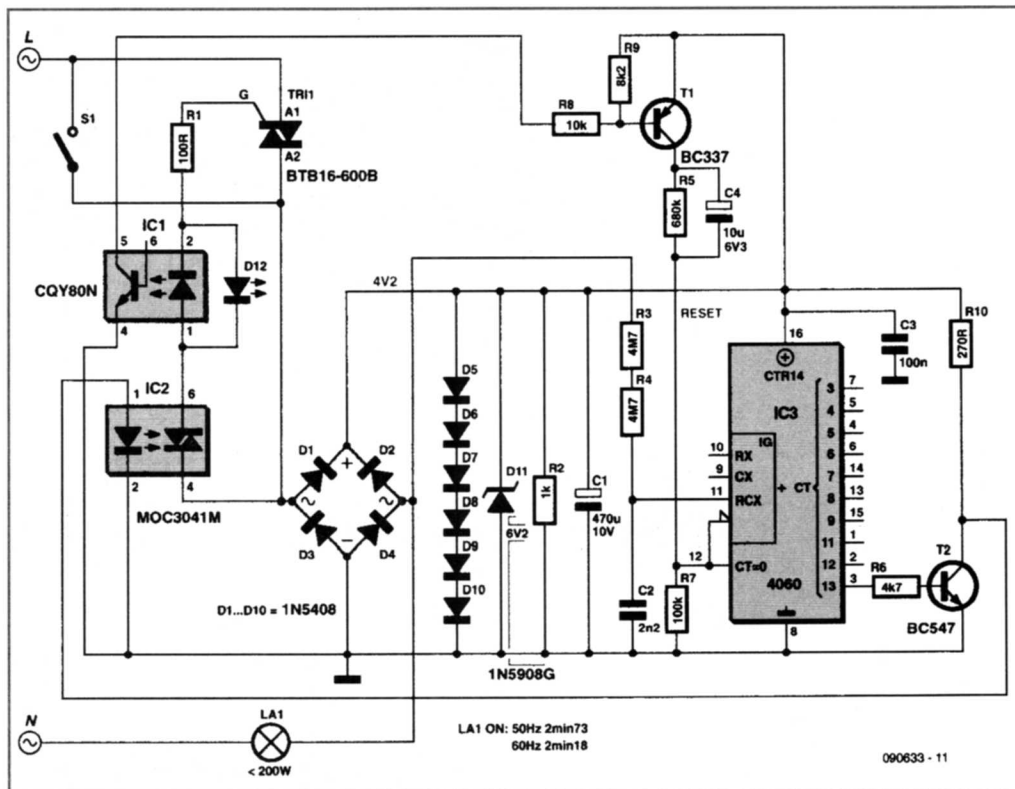 L
S1
R1
100R
G
TRI1
A1
A2
BTB16-600B
R9
8k2
R8
10k
T1
BC337
R5
680k
C4
10u
6V3
IC1
5
6
2
CQY80N
4
1
D12
4V2
RESET
IC2
1
6
2
4
MOC3041M
D1
D2
+
−
D3
D4
D1...D10 = 1N5408
D5
D6
D7
D8
D9
D10
D11
6V2
1N5908G
R2
1k
C1
470u
10V
R3
4M7
R4
4M7
C2
2n2
R7
100k
16
CTR14
IC3
IG
10
RX
9
CX
11
RCX
+
CT
12
CT=0
4060
8
3
7
4
5
5
4
6
6
7
14
8
13
9
15
11
1
12
2
13
3
C3
100n
R10
270R
R6
4k7
T2
BC547
N
LA1
< 200W
LA1 ON: 50Hz 2min73
60Hz 2min18
090633 - 11